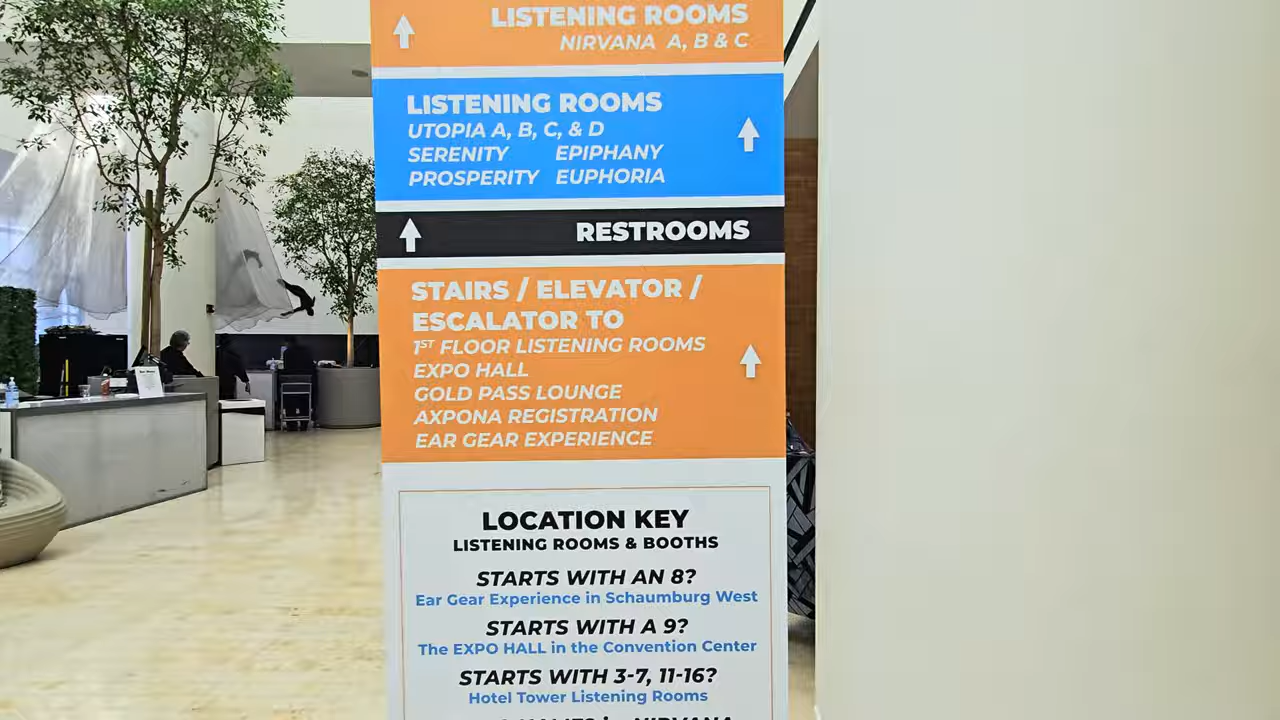 LISTENING ROOMS
NIRVANA A, B & C
LISTENING ROOMS
UTOPIA A, B, C, & D
SERENITY EPIPHANY
PROSPERITY EUPHORIA
RESTROOMS
STAIRS / ELEVATOR /
ESCALATOR TO
1ST FLOOR LISTENING ROOMS
EXPO HALL
GOLD PASS LOUNGE
AXPONA REGISTRATION
EAR GEAR EXPERIENCE
LOCATION KEY
LISTENING ROOMS & BOOTHS
STARTS WITH AN 8?
Ear Gear Experience in Schaumburg West
STARTS WITH A 9?
The EXPO HALL in the Convention Center
STARTS WITH 3-7, 11-16?
Hotel Tower Listening Rooms
NIRVANA